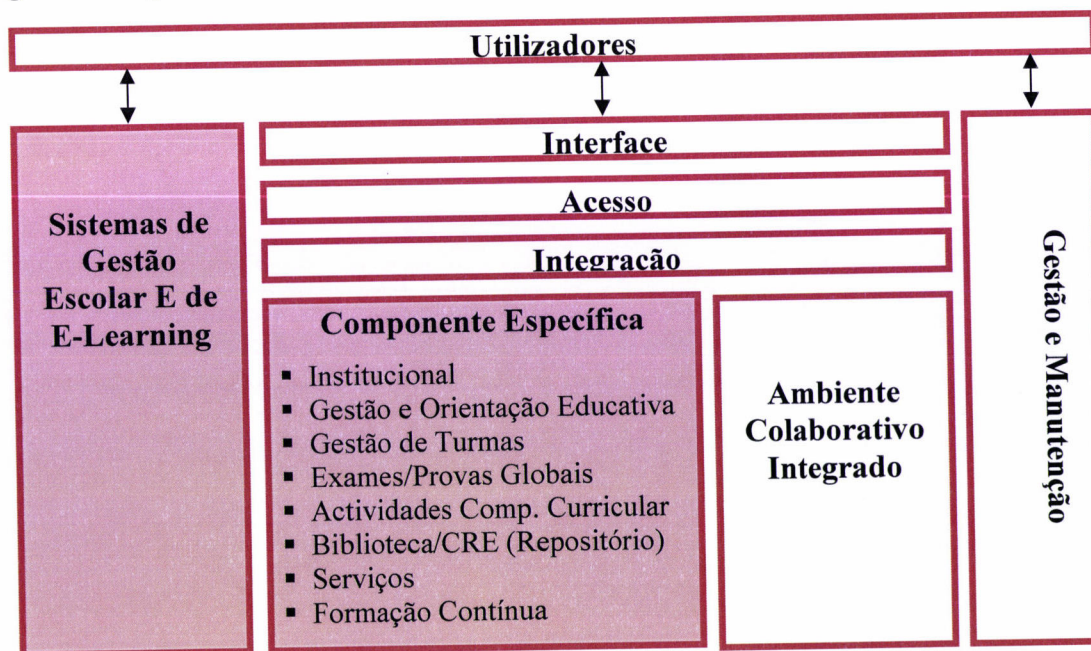 Utilizadores
Sistemas de
Gestão
Escolar E de
E-Learning
Interface
Acesso
Integração
Componente Específica
▪ Institucional
▪ Gestão e Orientação Educativa
▪ Gestão de Turmas
▪ Exames/Provas Globais
▪ Actividades Comp. Curricular
▪ Biblioteca/CRE (Repositório)
▪ Serviços
▪ Formação Contínua
Ambiente
Colaborativo
Integrado
Gestão e Manutenção